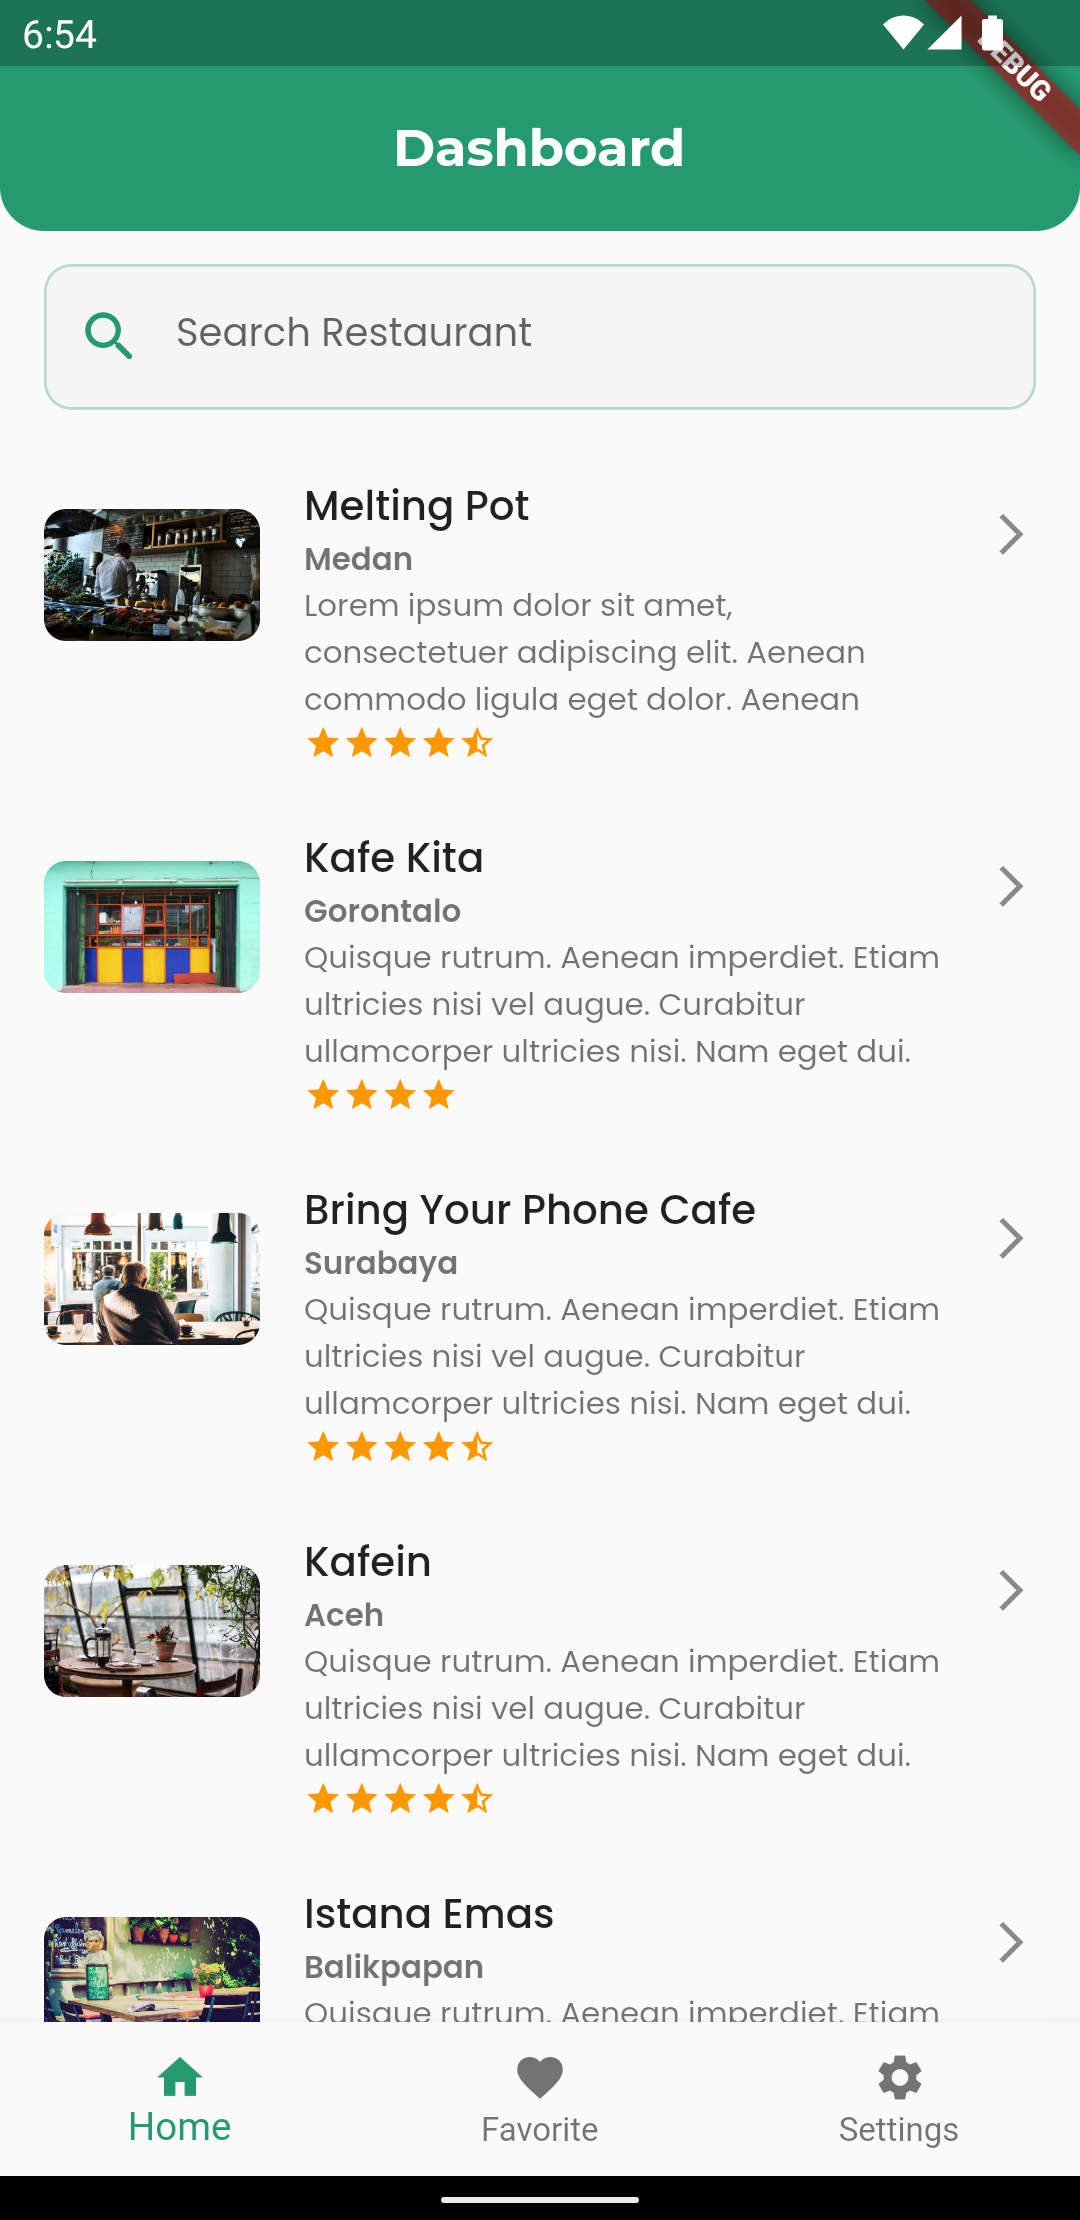 6:54
DEBUG
Dashboard
Search Restaurant
Melting Pot
Medan
Lorem ipsum dolor sit amet,
consectetuer adipiscing elit. Aenean
commodo ligula eget dolor. Aenean
Kafe Kita
Gorontalo
Quisque rutrum. Aenean imperdiet. Etiam
ultricies nisi vel augue. Curabitur
ullamcorper ultricies nisi. Nam eget dui.
Bring Your Phone Cafe
Surabaya
Quisque rutrum. Aenean imperdiet. Etiam
ultricies nisi vel augue. Curabitur
ullamcorper ultricies nisi. Nam eget dui.
Kafein
Aceh
Quisque rutrum. Aenean imperdiet. Etiam
ultricies nisi vel augue. Curabitur
ullamcorper ultricies nisi. Nam eget dui.
Istana Emas
Balikpapan
Quisque rutrum. Aenean imperdiet. Etiam
Home
Favorite
Settings